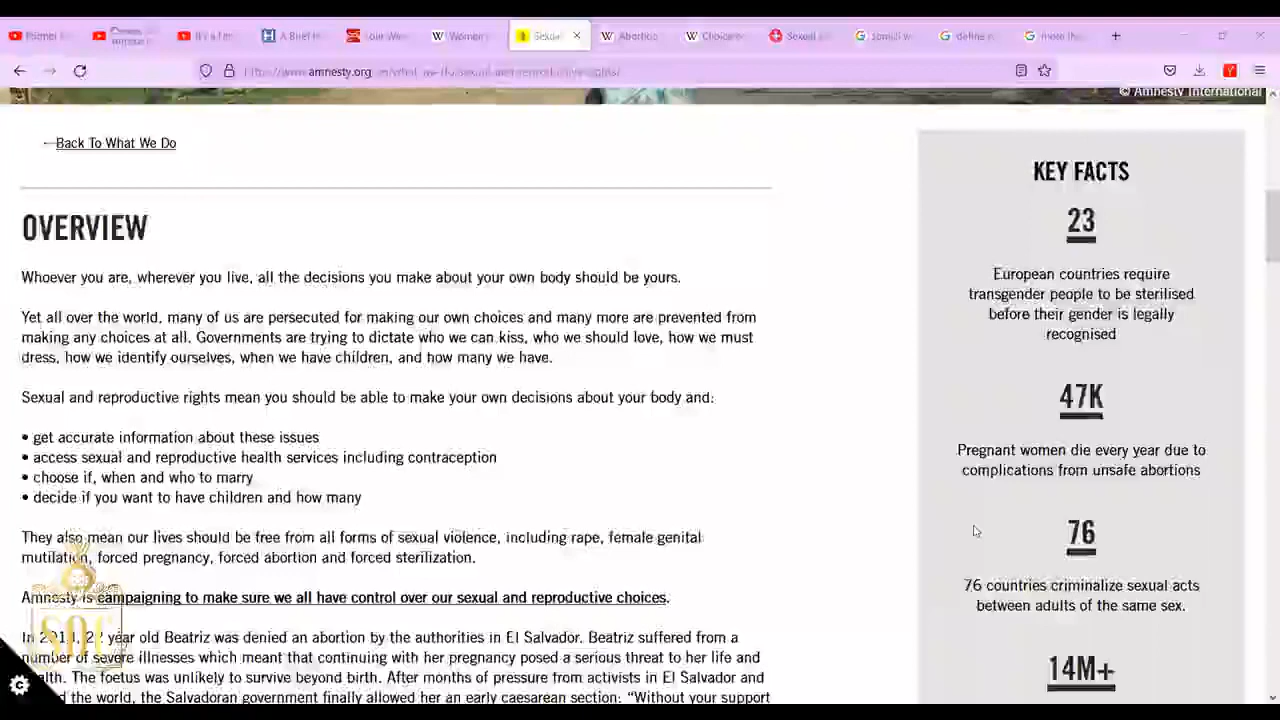 Women
Abortion
Sexual
define
https://www.amnesty.org
© Amnesty International
Back To What We Do
OVERVIEW
Whoever you are, wherever you live, all the decisions you make about your own body should be yours.
Yet all over the world, many of us are persecuted for making our own choices and many more are prevented from
making any choices at all. Governments are trying to dictate who we can kiss, who we should love, how we must
dress, how we identify ourselves, when we have children, and how many we have.
Sexual and reproductive rights mean you should be able to make your own decisions about your body and:
• get accurate information about these issues
• access sexual and reproductive health services including contraception
• choose if, when and who to marry
• decide if you want to have children and how many
They also mean our lives should be free from all forms of sexual violence, including rape, female genital
mutilation, forced pregnancy, forced abortion and forced sterilization.
Amnesty is campaigning to make sure we all have control over our sexual and reproductive choices.
In year old Beatriz was denied an abortion by the authorities in El Salvador. Beatriz suffered from a
number of severe illnesses which meant that continuing with her pregnancy posed a serious threat to her life and
The foetus was unlikely to survive beyond birth. After months of pressure from activists in El Salvador and
the world, the Salvadoran government finally allowed her an early caesarean section: “Without your support
SOC
KEY FACTS
23
European countries require
transgender people to be sterilised
before their gender is legally
recognised
47K
Pregnant women die every year due to
complications from unsafe abortions
76
76 countries criminalize sexual acts
between adults of the same sex.
14M+